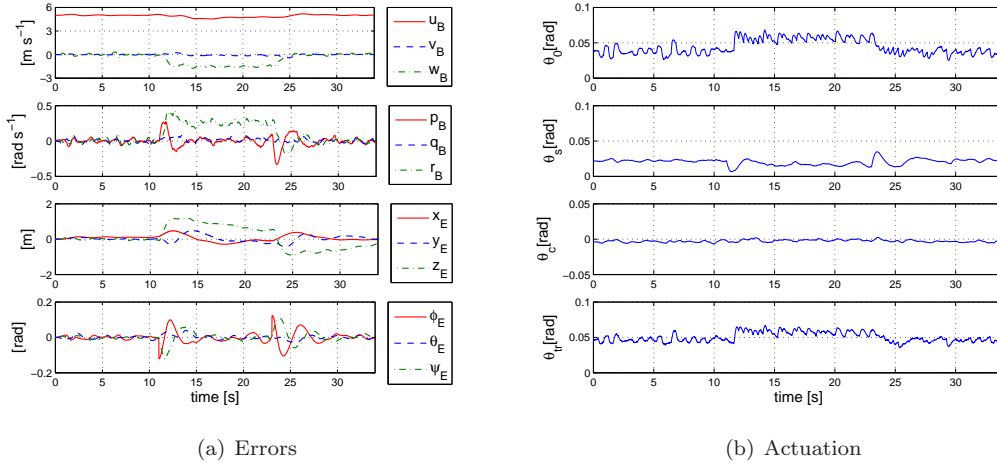 6
3
0
−3
[m s⁻¹]
0 5 10 15 20 25 30
u_B
v_B
w_B
0.5
0
−0.5
[rad s⁻¹]
0 5 10 15 20 25 30
p_B
q_B
r_B
2
0
−2
[m]
0 5 10 15 20 25 30
x_E
y_E
z_E
0.2
0
−0.2
[rad]
0 5 10 15 20 25 30
time [s]
ϕ_E
θ_E
ψ_E
(a) Errors
0.1
0.05
0
θ_0[rad]
0 5 10 15 20 25 30
0.05
0
θ_s[rad]
0 5 10 15 20 25 30
0.05
0
−0.05
θ_c[rad]
0 5 10 15 20 25 30
0.1
0.05
0
θ_tr[rad]
0 5 10 15 20 25 30
time [s]
(b) Actuation